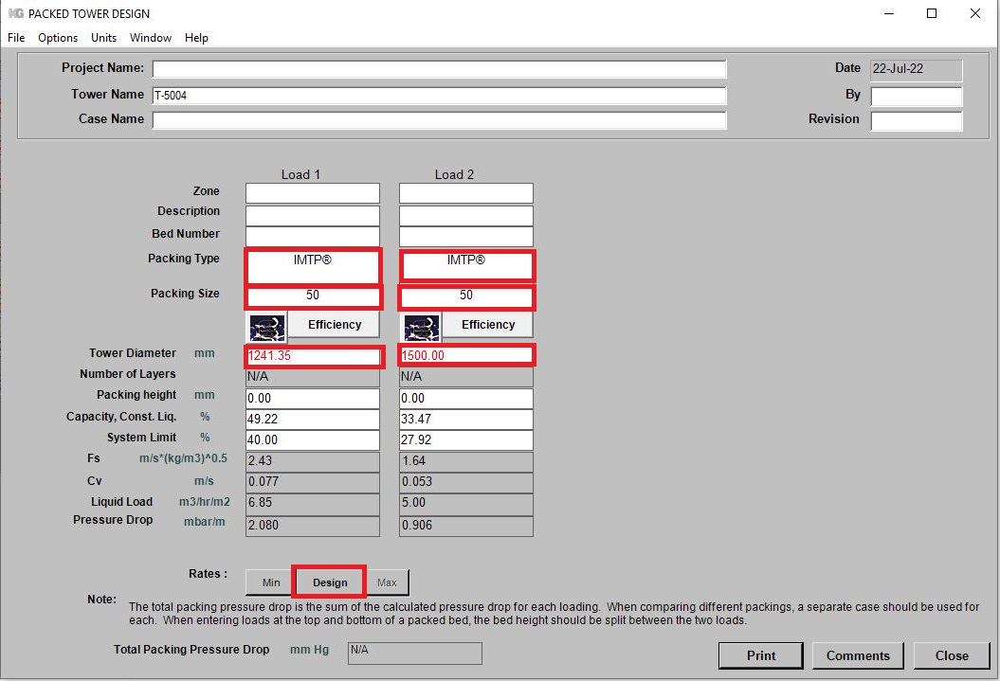 PACKED TOWER DESIGN
File Options Units Window Help
Project Name: Date 22-Jul-22
Tower Name T-5004 By
Case Name Revision
Load 1 Load 2
Zone
Description
Bed Number
Packing Type IMTP® IMTP®
Packing Size 50 50
Efficiency Efficiency
Tower Diameter mm 1241.35 1500.00
Number of Layers N/A N/A
Packing height mm 0.00 0.00
Capacity, Const. Liq. % 49.22 33.47
System Limit % 40.00 27.92
Fs m/s*(kg/m3)^0.5 2.43 1.64
Cv m/s 0.077 0.053
Liquid Load m3/hr/m2 6.85 5.00
Pressure Drop mbar/m 2.080 0.906
Rates : Min Design Max
Note: The total packing pressure drop is the sum of the calculated pressure drop for each loading. When comparing different packings, a separate case should be used for
each. When entering loads at the top and bottom of a packed bed, the bed height should be split between the two loads.
Total Packing Pressure Drop mm Hg N/A
Print Comments Close